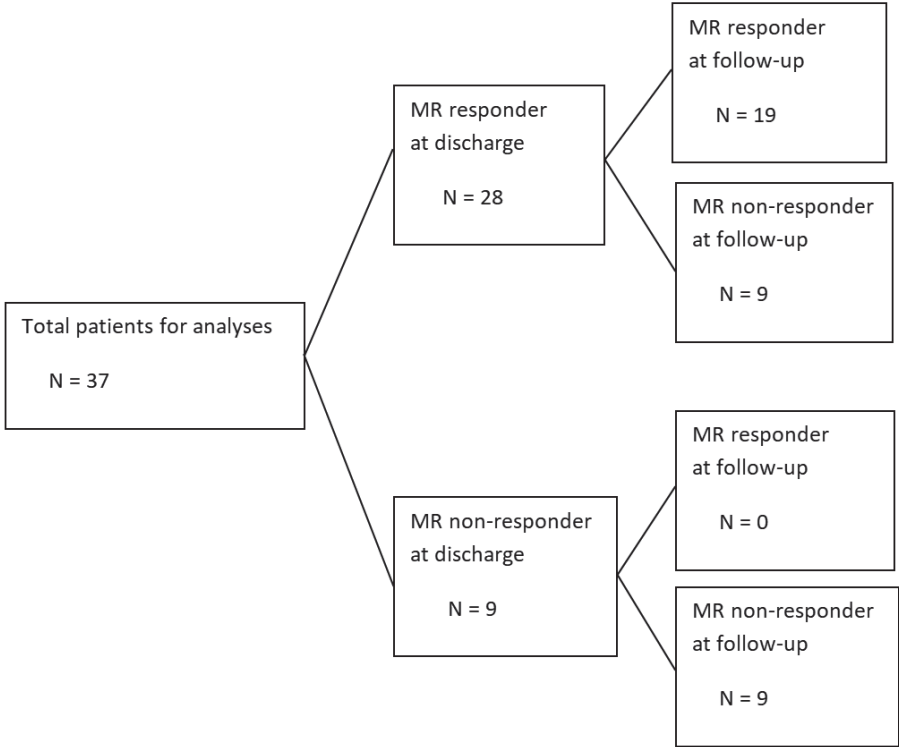 Total patients for analyses
N = 37
MR responder
at discharge
N = 28
MR non-responder
at discharge
N = 9
MR responder
at follow-up
N = 19
MR non-responder
at follow-up
N = 9
MR responder
at follow-up
N = 0
MR non-responder
at follow-up
N = 9